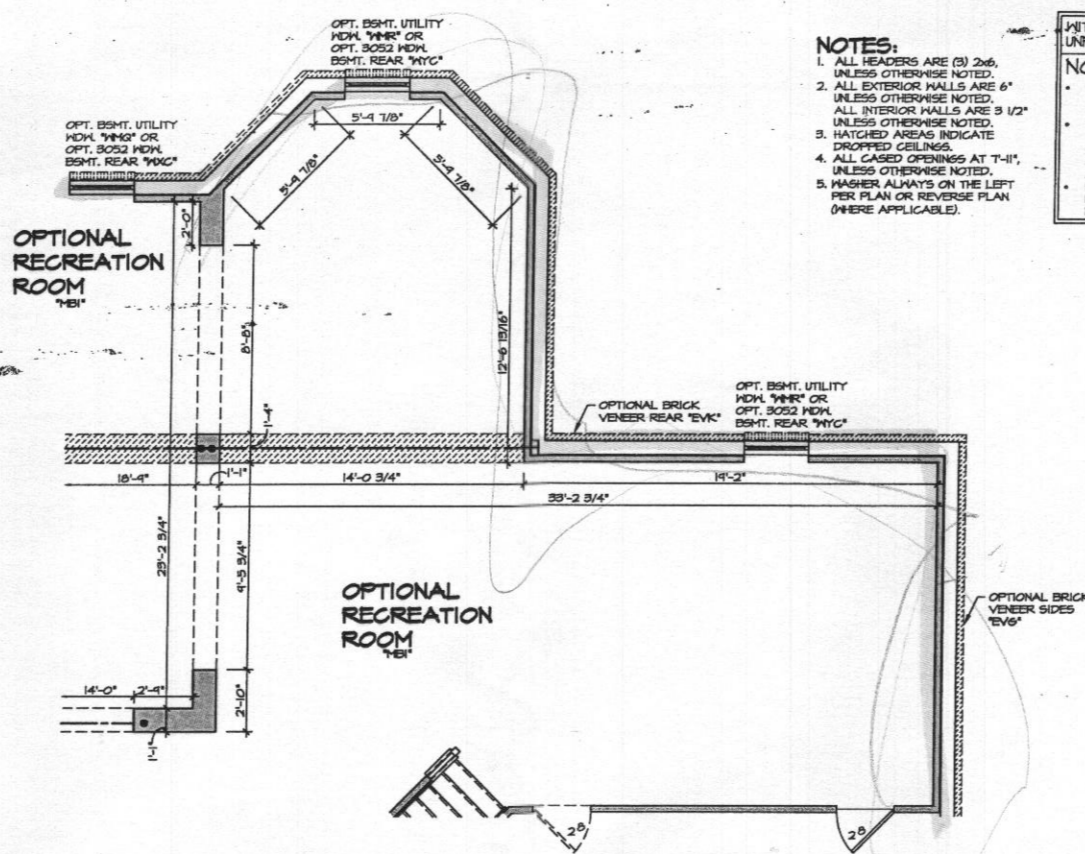 OPT. BSMT. UTILITY
WDW. "WMR" OR
OPT. 3052 WDW.
BSMT. REAR "WYC"
OPT. BSMT. UTILITY
WDW. "WMQ" OR
OPT. 3052 WDW.
BSMT. REAR "WXC"
NOTES:
1. ALL HEADERS ARE (3) 2x6,
UNLESS OTHERWISE NOTED.
2. ALL EXTERIOR WALLS ARE 6"
UNLESS OTHERWISE NOTED.
ALL INTERIOR WALLS ARE 3 1/2"
UNLESS OTHERWISE NOTED.
3. HATCHED AREAS INDICATE
DROPPED CEILINGS.
4. ALL CASED OPENINGS AT 7'-11",
UNLESS OTHERWISE NOTED.
5. WASHER ALWAYS ON THE LEFT
PER PLAN OR REVERSE PLAN
(WHERE APPLICABLE).
5'-4 7/8"
5'-4 7/8"
5'-4 7/8"
2'-0"
OPTIONAL
RECREATION
ROOM
"MB1"
8'-8"
12'-6 13/16"
1'-4"
OPTIONAL BRICK
VENEER REAR "EVK"
OPT. BSMT. UTILITY
WDW. "WMR" OR
OPT. 3052 WDW.
BSMT. REAR "WYC"
18'-9"
1'-1"
14'-0 3/4"
19'-2"
33'-2 3/4"
23'-2 3/4"
9'-5 3/4"
OPTIONAL
RECREATION
ROOM
"MB1"
OPTIONAL BRICK
VENEER SIDES
"EVG"
14'-0"
2'-9"
2'-10"
1'-1"
2⁸
2⁸